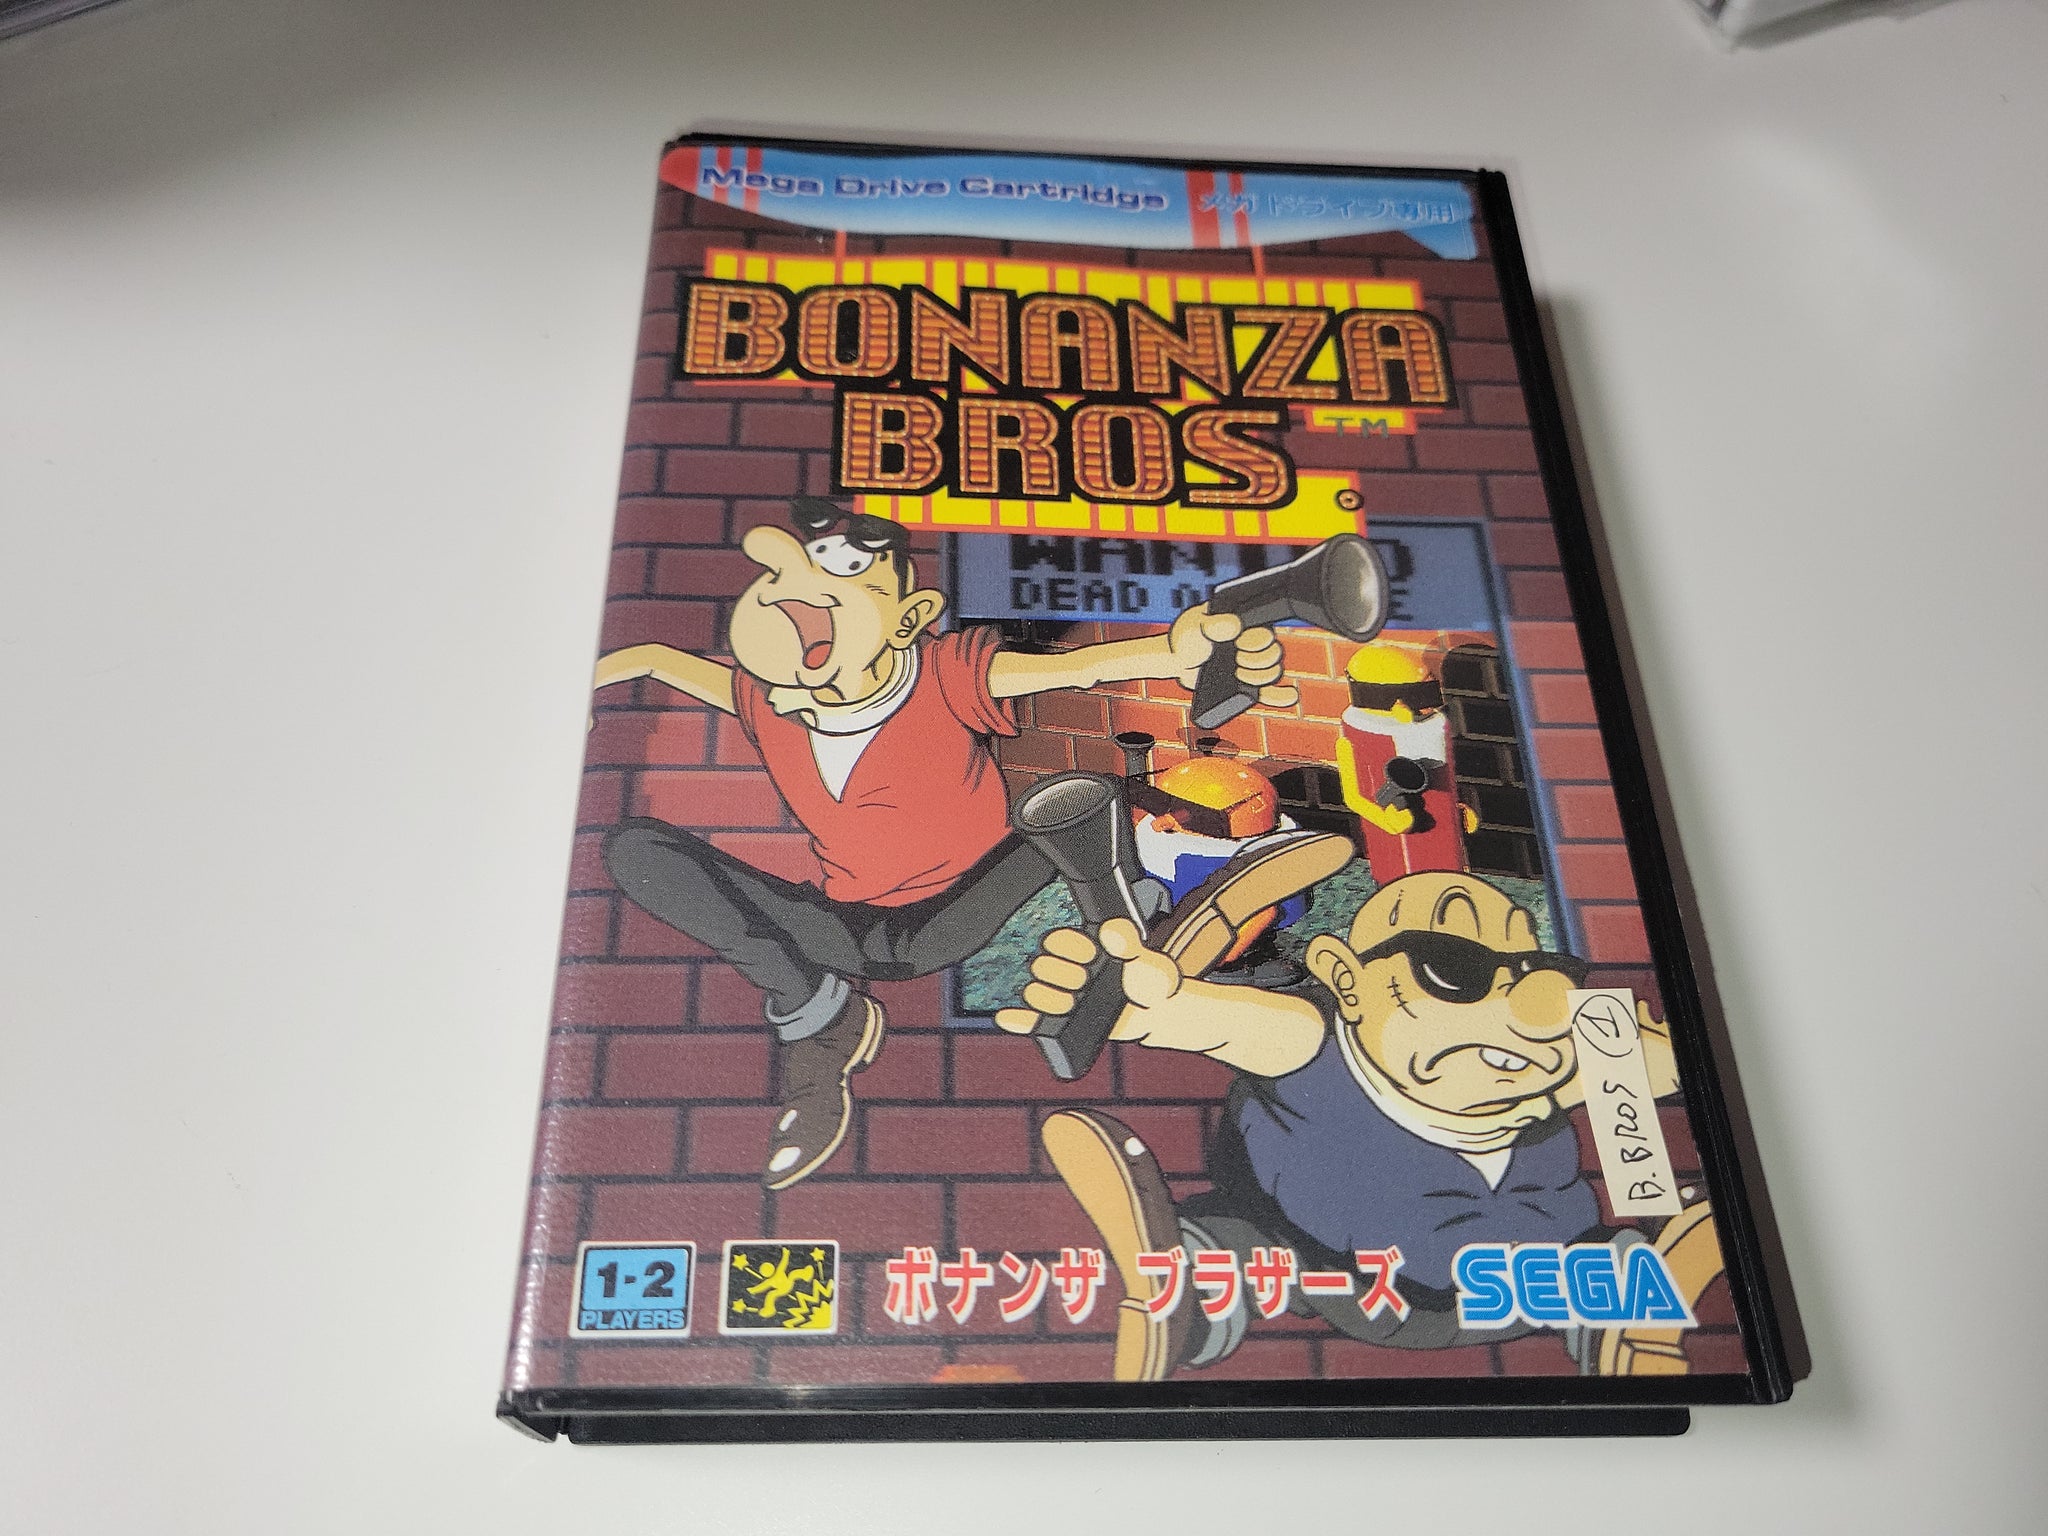 Mega Drive Cartridge メガドライブ専用
BONANZA
BROS. TM
DEAD
1-2
PLAYERS
ボナンザ ブラザーズ
SEGA
B.BROS ①